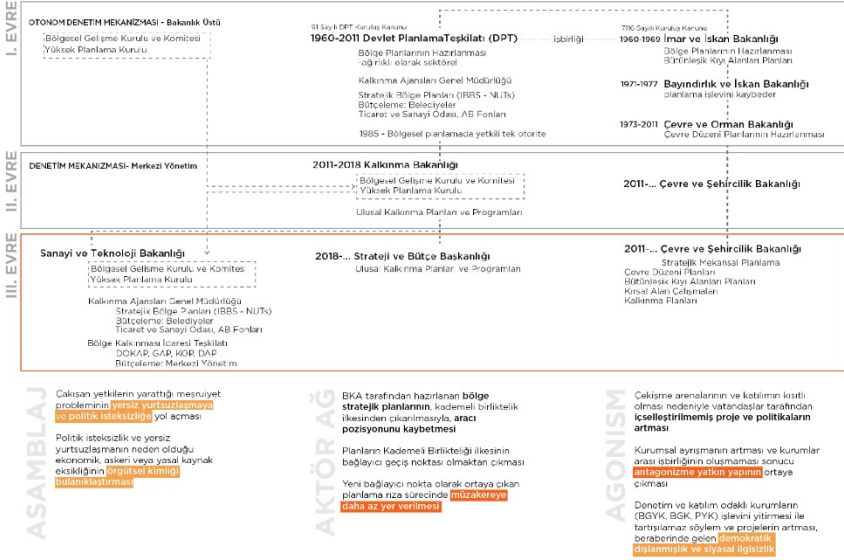 I. EVRE
OTONOM DENETİM MEKANİZMASI - Bakanlık Üstü
Bölgesel Gelişme Kurulu ve Komitesi
Yüksek Planlama Kurulu
91 Sayılı DPT Kuruluş Kanunu
1960-2011 Devlet PlanlamaTeşkilatı (DPT)
Bölge Planlarının Hazırlanması
-ağırlıklı olarak sektörel
Kalkınma Ajansları Genel Müdürlüğü
Stratejik Bölge Planları (IBBS - NUTs)
Bütçeleme: Belediyeler
Ticaret ve Sanayi Odası, AB Fonları
1985 - Bölgesel planlamada yetkili tek otorite
işbirliği
7116 Sayılı Kuruluş Kanunu
1960-1969 İmar ve İskan Bakanlığı
Bölge Planlarının Hazırlanması
Bütünleşik Kıyı Alanları Planları
1971-1977 Bayındırlık ve İskan Bakanlığı
planlama işlevini kaybeder
1973-2011 Çevre ve Orman Bakanlığı
Çevre Düzeni Planlarının Hazırlanması
II. EVRE
DENETİM MEKANİZMASI- Merkezi Yönetim
2011-2018 Kalkınma Bakanlığı
Bölgesel Gelişme Kurulu ve Komitesi
Yüksek Planlama Kurulu
Ulusal Kalkınma Planları ve Programları
2011-... Çevre ve Şehircilik Bakanlığı
III. EVRE
Sanayi ve Teknoloji Bakanlığı
Bölgesel Gelişme Kurulu ve Komitesi
Yüksek Planlama Kurulu
Kalkınma Ajansları Genel Müdürlüğü
Stratejik Bölge Planları (IBBS - NUTs)
Bütçeleme: Belediyeler
Ticaret ve Sanayi Odası, AB Fonları
Bölge Kalkınması İdaresi Teşkilatı
DOKAP, GAP, KOP, DAP
Bütçeleme: Merkezi Yönetim
2018-... Strateji ve Bütçe Başkanlığı
Ulusal Kalkınma Planları ve Programları
2011-... Çevre ve Şehircilik Bakanlığı
Stratejik Mekansal Planlama
Çevre Düzeni Planları
Bütünleşik Kıyı Alanları Planları
Kırsal Alan Çalışmaları
Kalkınma Planları
ASAMBLAJ
Çakışan yetkilerin yarattığı meşruiyet
probleminin yersiz yurtsuzlaşmaya
ve politik isteksizliğe yol açması
Politik isteksizlik ve yersiz
yurtsuzlaşmanın neden olduğu
ekonomik, askeri veya yasal kaynak
eksikliğinin örgütsel kimliği
bulanıklaştırması
AKTÖR AĞ
BKA tarafından hazırlanan bölge
stratejik planlarının, kademeli birliktelik
ilkesinden çıkarılmasıyla, aracı
pozisyonunu kaybetmesi
Planların Kademeli Birlikteliği ilkesinin
bağlayıcı geçiş noktası olmaktan çıkması
Yeni bağlayıcı nokta olarak ortaya çıkan
planlama rıza sürecinde müzakereye
daha az yer verilmesi
AGONISM
Çekişme arenalarının ve katılımın kısıtlı
olması nedeniyle vatandaşlar tarafından
içselleştirilmemiş proje ve politikaların
artması
Kurumsal ayrışmanın artması ve kurumlar
arası işbirliğinin oluşmaması sonucu
antagonizme yatkın yapının ortaya
çıkması
Denetim ve katılım odaklı kurumların
(BGYK, BGK, PYK) işlevini yitirmesi ile
tartışılamaz söylem ve projelerin artması,
beraberinde gelen demokratik
dışlanmışlık ve siyasal ilgisizlik